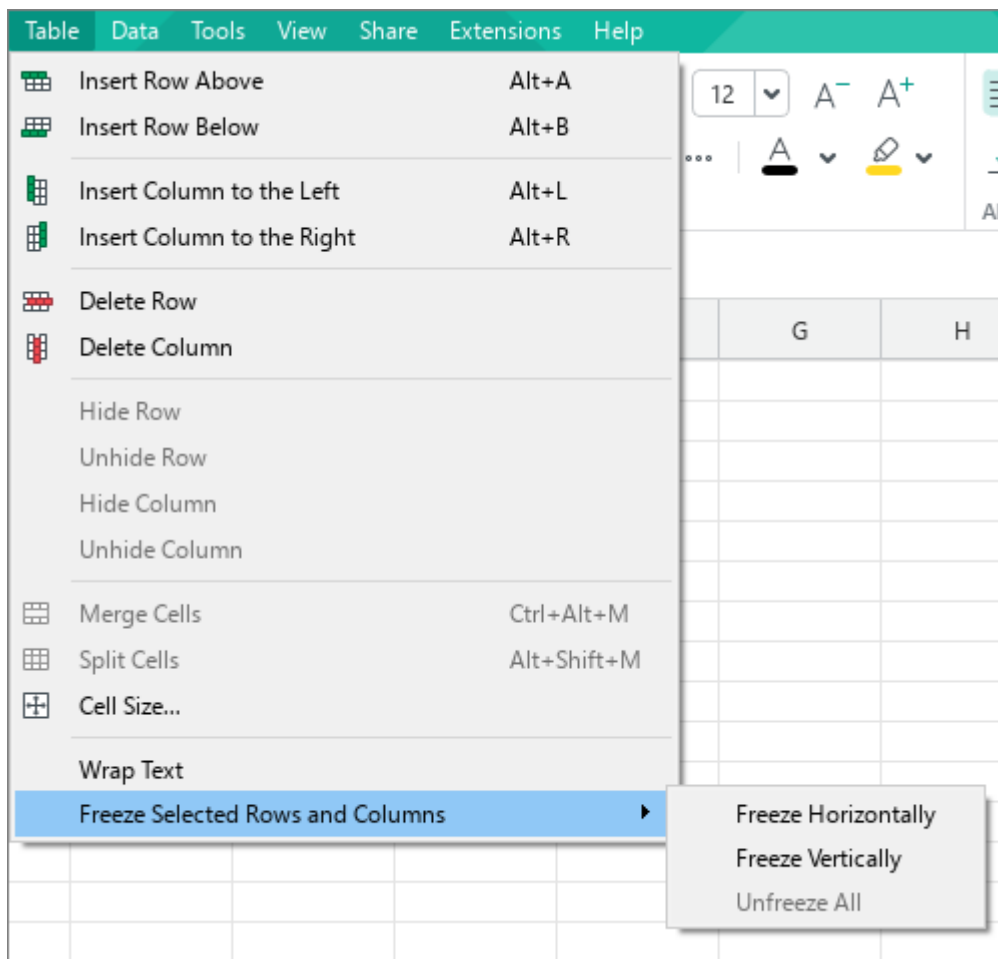 Table Data Tools View Share Extensions Help
Insert Row Above Alt+A
Insert Row Below Alt+B
Insert Column to the Left Alt+L
Insert Column to the Right Alt+R
Delete Row
Delete Column
Hide Row
Unhide Row
Hide Column
Unhide Column
Merge Cells Ctrl+Alt+M
Split Cells Alt+Shift+M
Cell Size...
Wrap Text
Freeze Selected Rows and Columns
Freeze Horizontally
Freeze Vertically
Unfreeze All
12 A− A+
A
G H